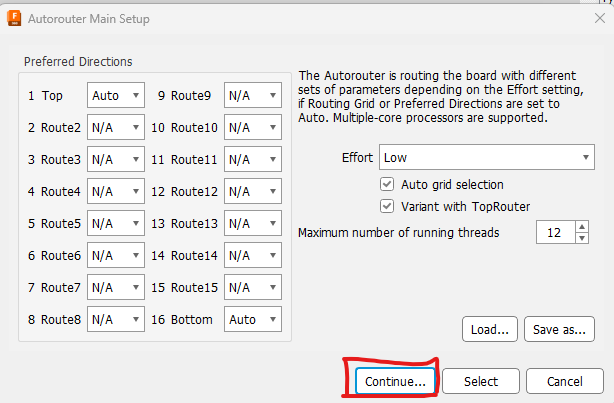 Autorouter Main Setup
Preferred Directions
1 Top Auto 9 Route9 N/A
2 Route2 N/A 10 Route10 N/A
3 Route3 N/A 11 Route11 N/A
4 Route4 N/A 12 Route12 N/A
5 Route5 N/A 13 Route13 N/A
6 Route6 N/A 14 Route14 N/A
7 Route7 N/A 15 Route15 N/A
8 Route8 N/A 16 Bottom Auto
The Autorouter is routing the board with different
sets of parameters depending on the Effort setting,
if Routing Grid or Preferred Directions are set to
Auto. Multiple-core processors are supported.
Effort Low
Auto grid selection
Variant with TopRouter
Maximum number of running threads 12
Load... Save as...
Continue... Select Cancel